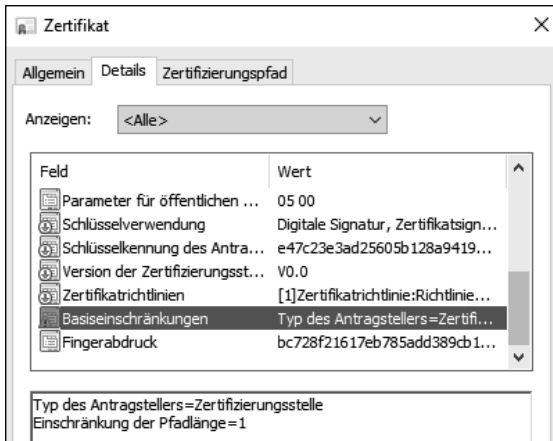 Zertifikat
Allgemein Details Zertifizierungspfad
Anzeigen: <Alle>
Feld Wert
Parameter für öffentlichen ... 05 00
Schlüsselverwendung Digitale Signatur, Zertifikatsign...
Schlüsselkennung des Antra... e47c23e3ad25605b128a9419...
Version der Zertifizierungsst... V0.0
Zertifikatrichtlinien [1]Zertifikatrichtlinie:Richtlinie...
Basiseinschränkungen Typ des Antragstellers=Zertifi...
Fingerabdruck bc728f21617eb785add389cb1...
Typ des Antragstellers=Zertifizierungsstelle
Einschränkung der Pfadlänge=1